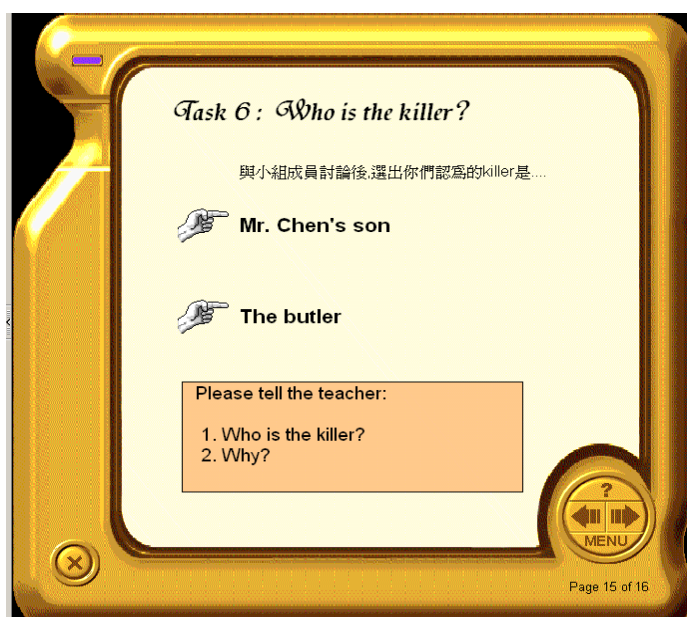 Task 6 : Who is the killer?
與小組成員討論後,選出你們認為的killer是....
Mr. Chen's son
The butler
Please tell the teacher:
1. Who is the killer?
2. Why?
?
MENU
Page 15 of 16